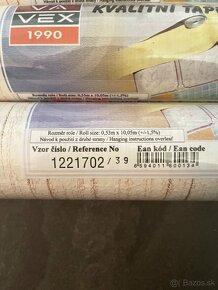 VEX
1990
KVALITNÍ TAP
Rozměr role / Roll size: 0,53m x 10,05m (+/-1,5%)
Návod k použití z druhé strany / Hanging instructions overleaf
Vzor číslo / Reference No
Ean kód / Ean code
1221702 / 39
bazos.sk